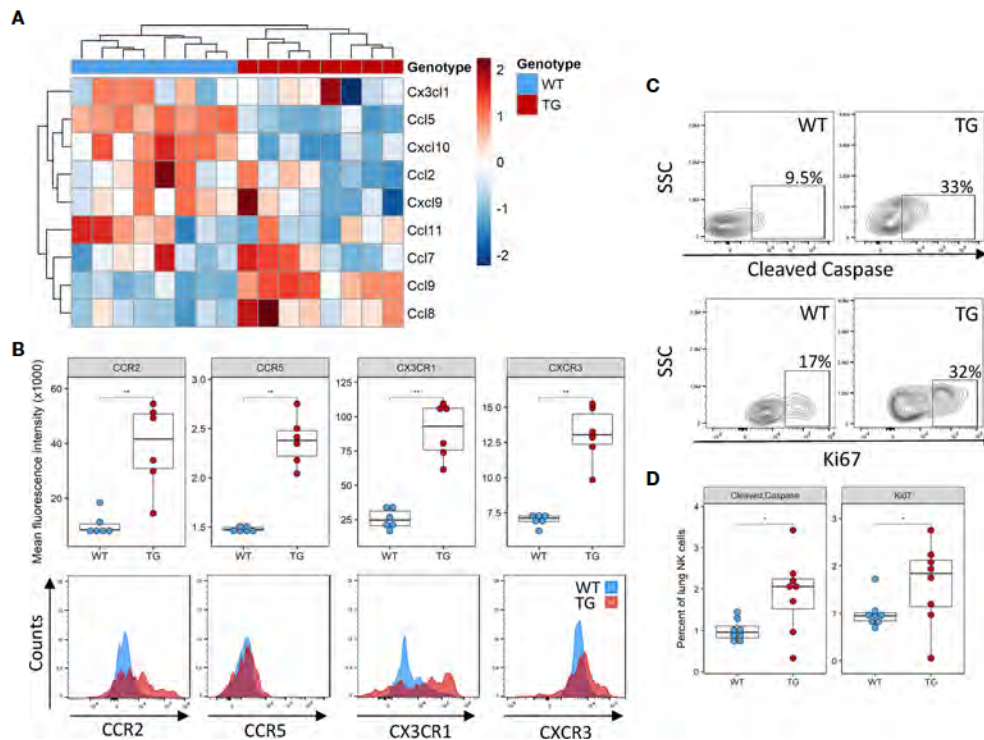 A
Genotype
Genotype
WT
TG
2
1
0
-1
-2
Cx3cl1
Ccl5
Cxcl10
Ccl2
Cxcl9
Ccl11
Ccl7
Ccl9
Ccl8
B
Mean fluorescence intensity (x1000)
CCR2
60
40
20
WT
TG
CCR5
3.0
2.5
2.0
1.5
WT
TG
CX3CR1
125
100
75
50
25
WT
TG
CXCR3
15.0
12.5
10.0
7.5
WT
TG
Counts
WT
TG
CCR2
CCR5
CX3CR1
CXCR3
C
SSC
WT
9.5%
TG
33%
Cleaved Caspase
SSC
WT
17%
TG
32%
Ki67
D
Percent of lung NK cells
Cleaved,Caspase
4
3
2
1
0
WT
TG
Ki67
3
2
1
0
WT
TG